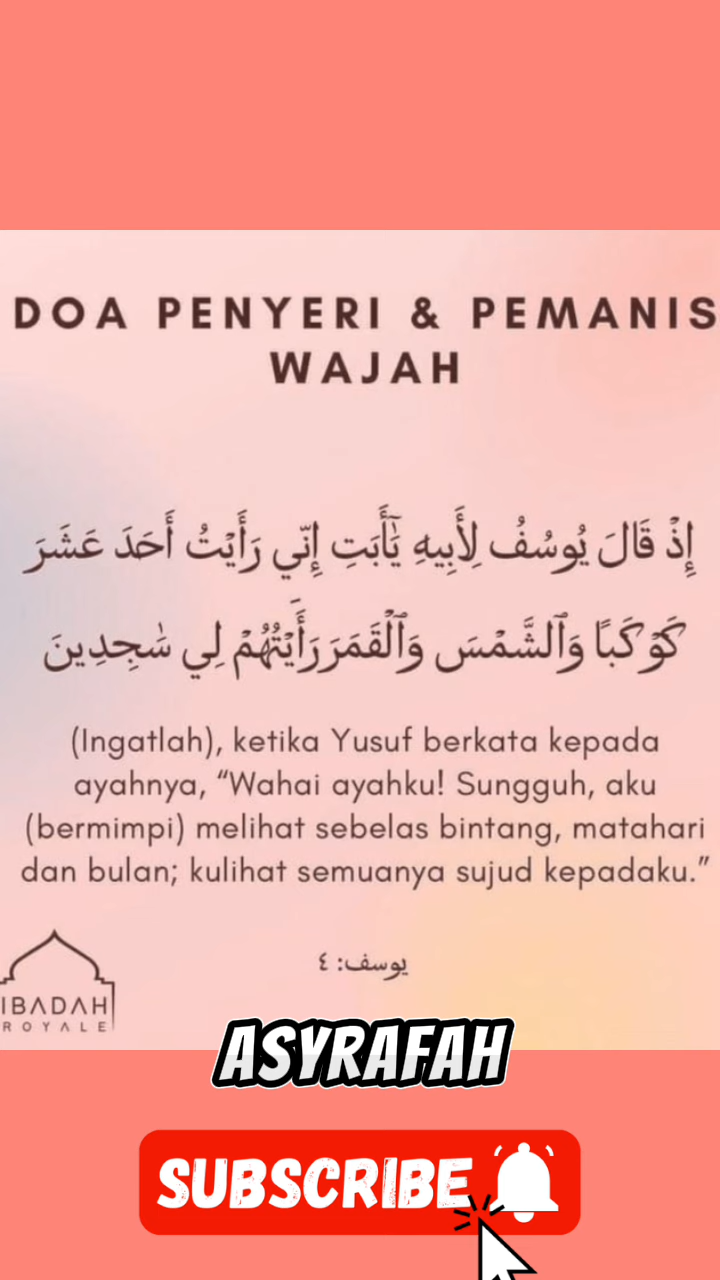 DOA PENYERI & PEMANIS
WAJAH
إِذْ قَالَ يُوسُفُ لِأَبِيهِ يَٰٓأَبَتِ إِنِّي رَأَيْتُ أَحَدَ عَشَرَ
كَوْكَبًا وَٱلشَّمْسَ وَٱلْقَمَرَ رَأَيْتُهُمْ لِي سَٰجِدِينَ
(Ingatlah), ketika Yusuf berkata kepada
ayahnya, “Wahai ayahku! Sungguh, aku
(bermimpi) melihat sebelas bintang, matahari
dan bulan; kulihat semuanya sujud kepadaku.”
يوسف: ٤
IBADAH
ROYALE
ASYRAFAH
SUBSCRIBE